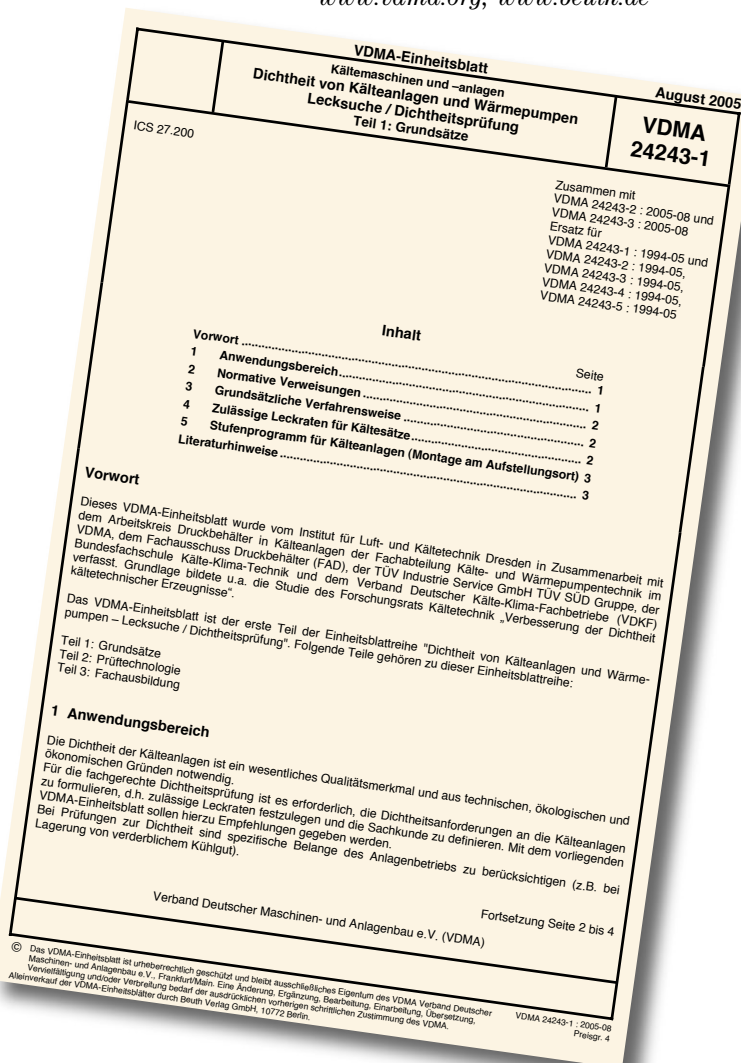 www.vdma.org, www.beuth.de
VDMA-Einheitsblatt
August 2005
Kältemaschinen und –anlagen
Dichtheit von Kälteanlagen und Wärmepumpen
Lecksuche / Dichtheitsprüfung
Teil 1: Grundsätze
VDMA
24243-1
ICS 27.200
Zusammen mit
VDMA 24243-2 : 2005-08 und
VDMA 24243-3 : 2005-08
Ersatz für
VDMA 24243-1 : 1994-05 und
VDMA 24243-2 : 1994-05,
VDMA 24243-3 : 1994-05,
VDMA 24243-4 : 1994-05,
VDMA 24243-5 : 1994-05
Inhalt
Seite
Vorwort ........ 1
1 Anwendungsbereich ........ 1
2 Normative Verweisungen ........ 2
3 Grundsätzliche Verfahrensweise ........ 2
4 Zulässige Leckraten für Kältesätze ........ 2
5 Stufenprogramm für Kälteanlagen (Montage am Aufstellungsort) 3
Literaturhinweise ........ 3
Vorwort
Dieses VDMA-Einheitsblatt wurde vom Institut für Luft- und Kältetechnik Dresden in Zusammenarbeit mit
dem Arbeitskreis Druckbehälter in Kälteanlagen der Fachabteilung Kälte- und Wärmepumpentechnik im
VDMA, dem Fachausschuss Druckbehälter (FAD), der TÜV Industrie Service GmbH TÜV SÜD Gruppe, der
Bundesfachschule Kälte-Klima-Technik und dem Verband Deutscher Kälte-Klima-Fachbetriebe (VDKF)
verfasst. Grundlage bildete u.a. die Studie des Forschungsrats Kältetechnik „Verbesserung der Dichtheit
kältetechnischer Erzeugnisse“.
Das VDMA-Einheitsblatt ist der erste Teil der Einheitsblattreihe "Dichtheit von Kälteanlagen und Wärme-
pumpen – Lecksuche / Dichtheitsprüfung". Folgende Teile gehören zu dieser Einheitsblattreihe:
Teil 1: Grundsätze
Teil 2: Prüftechnologie
Teil 3: Fachausbildung
1 Anwendungsbereich
Die Dichtheit der Kälteanlagen ist ein wesentliches Qualitätsmerkmal und aus technischen, ökologischen und
ökonomischen Gründen notwendig.
Für die fachgerechte Dichtheitsprüfung ist es erforderlich, die Dichtheitsanforderungen an die Kälteanlagen
zu formulieren, d.h. zulässige Leckraten festzulegen und die Sachkunde zu definieren. Mit dem vorliegenden
VDMA-Einheitsblatt sollen hierzu Empfehlungen gegeben werden.
Bei Prüfungen zur Dichtheit sind spezifische Belange des Anlagenbetriebs zu berücksichtigen (z.B. bei
Lagerung von verderblichem Kühlgut).
Fortsetzung Seite 2 bis 4
Verband Deutscher Maschinen- und Anlagenbau e.V. (VDMA)
© Das VDMA-Einheitsblatt ist urheberrechtlich geschützt und bleibt ausschließliches Eigentum des VDMA Verband Deutscher
Maschinen- und Anlagenbau e.V., Frankfurt/Main. Eine Änderung, Ergänzung, Bearbeitung, Einarbeitung, Übersetzung,
Vervielfältigung und/oder Verbreitung bedarf der ausdrücklichen vorherigen schriftlichen Zustimmung des VDMA.
Alleinverkauf der VDMA-Einheitsblätter durch Beuth Verlag GmbH, 10772 Berlin.
VDMA 24243-1 : 2005-08
Preisgr. 4